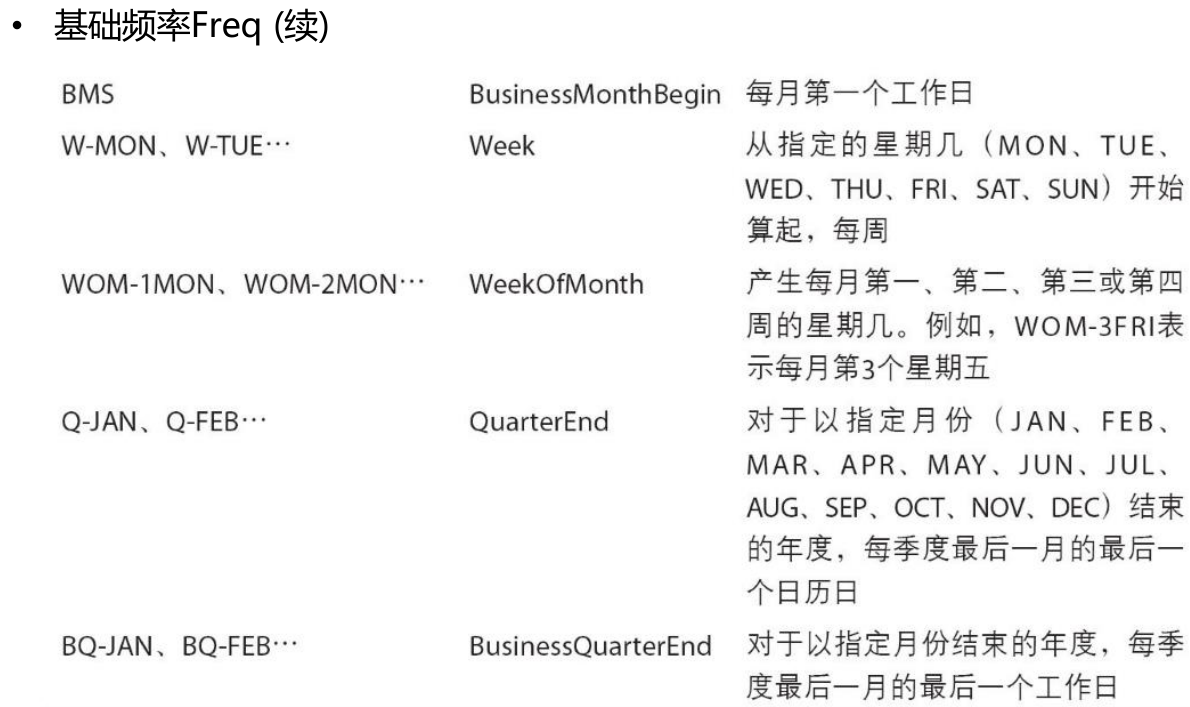 • 基础频率Freq (续)
BMS BusinessMonthBegin 每月第一个工作日
W-MON、W-TUE… Week 从指定的星期几（MON、TUE、
WED、THU、FRI、SAT、SUN）开始
算起，每周
WOM-1MON、WOM-2MON… WeekOfMonth 产生每月第一、第二、第三或第四
周的星期几。例如，WOM-3FRI表
示每月第3个星期五
Q-JAN、Q-FEB… QuarterEnd 对于以指定月份（JAN、FEB、
MAR、APR、MAY、JUN、JUL、
AUG、SEP、OCT、NOV、DEC）结束
的年度，每季度最后一月的最后一
个日历日
BQ-JAN、BQ-FEB… BusinessQuarterEnd 对于以指定月份结束的年度，每季
度最后一月的最后一个工作日